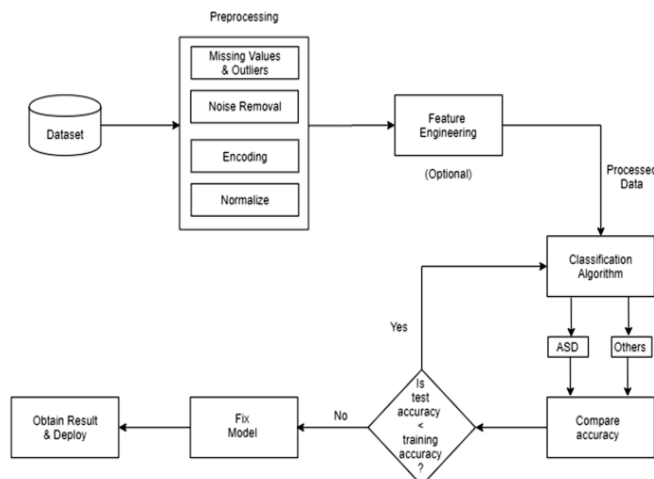 Preprocessing
Missing Values
& Outliers
Noise Removal
Encoding
Normalize
Dataset
Feature
Engineering
(Optional)
Processed
Data
Classification
Algorithm
ASD
Others
Compare
accuracy
Is
test
accuracy
<
training
accuracy
?
Yes
No
Fix
Model
Obtain Result
& Deploy